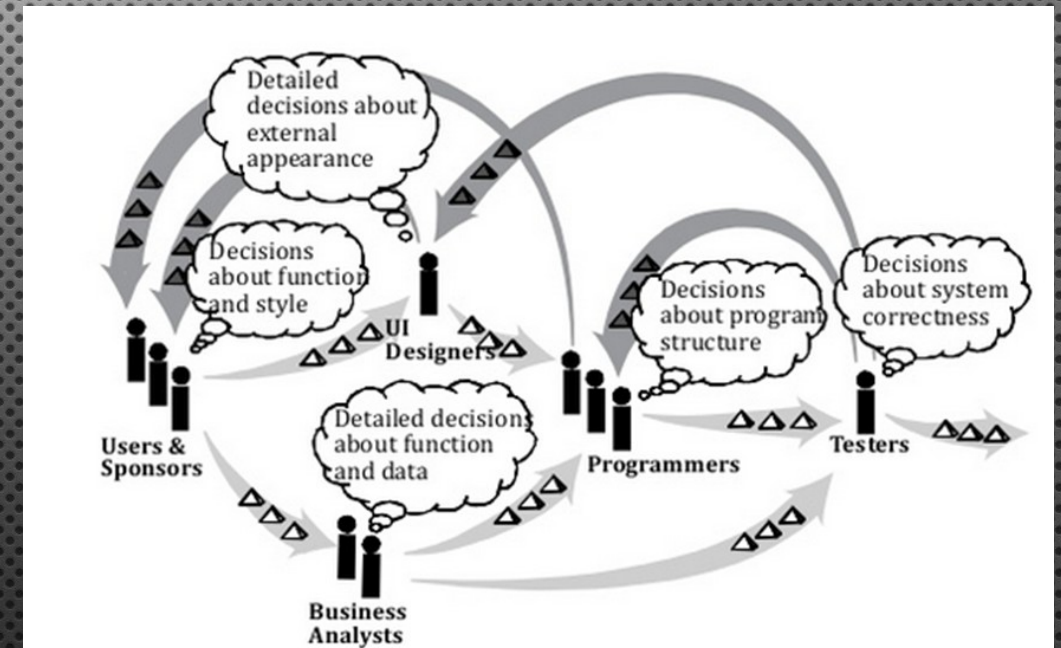 Detailed
decisions about
external
appearance
Decisions
about function
and style
UI
Designers
Decisions
about program
structure
Decisions
about system
correctness
Users &
Sponsors
Detailed decisions
about function
and data
Programmers
Testers
Business
Analysts